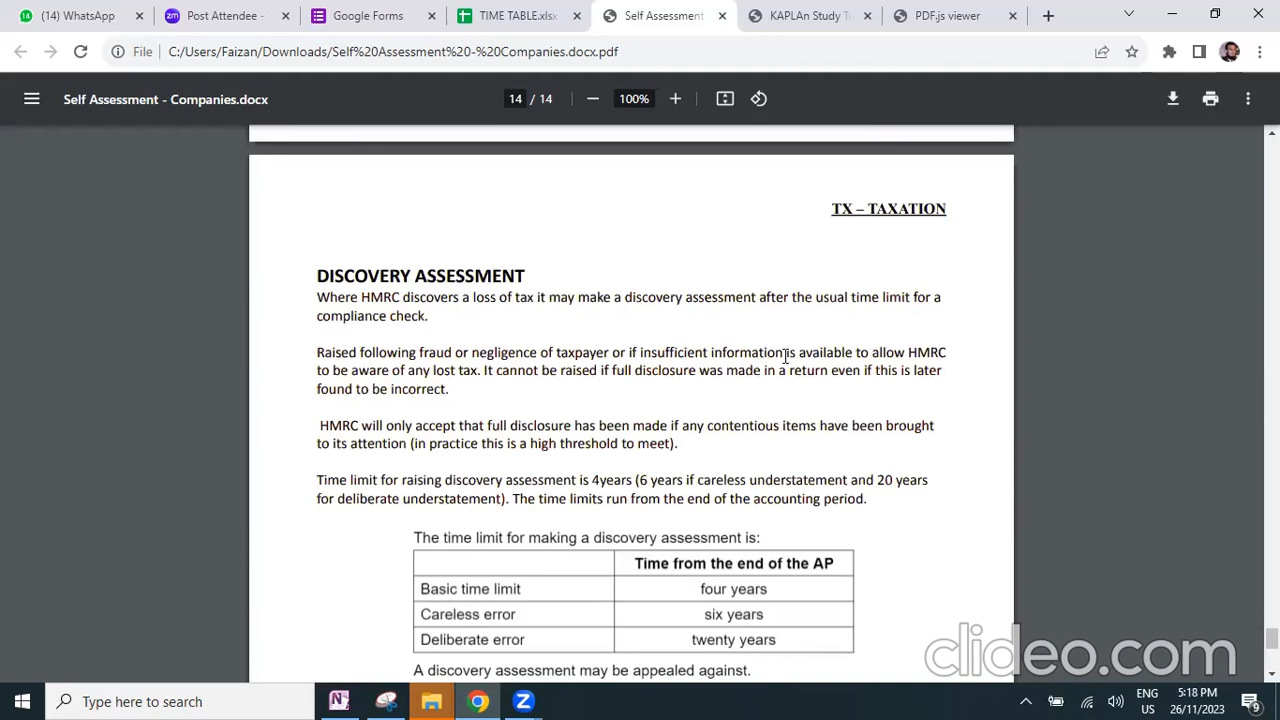 (14) WhatsApp
Post Attendee -
Google Forms
TIME TABLE.xlsx
Self Assessment
KAPLAn Study T
PDF.js viewer
File
C:/Users/Faizan/Downloads/Self%20Assessment%20-%20Companies.docx.pdf
Self Assessment - Companies.docx
14 / 14
100%
TX – TAXATION
DISCOVERY ASSESSMENT
Where HMRC discovers a loss of tax it may make a discovery assessment after the usual time limit for a
compliance check.
Raised following fraud or negligence of taxpayer or if insufficient information is available to allow HMRC
to be aware of any lost tax. It cannot be raised if full disclosure was made in a return even if this is later
found to be incorrect.
HMRC will only accept that full disclosure has been made if any contentious items have been brought
to its attention (in practice this is a high threshold to meet).
Time limit for raising discovery assessment is 4years (6 years if careless understatement and 20 years
for deliberate understatement). The time limits run from the end of the accounting period.
The time limit for making a discovery assessment is:
Time from the end of the AP
Basic time limit four years
Careless error six years
Deliberate error twenty years
A discovery assessment may be appealed against.
clideo.com
Type here to search
ENG
US
5:18 PM
26/11/2023
9